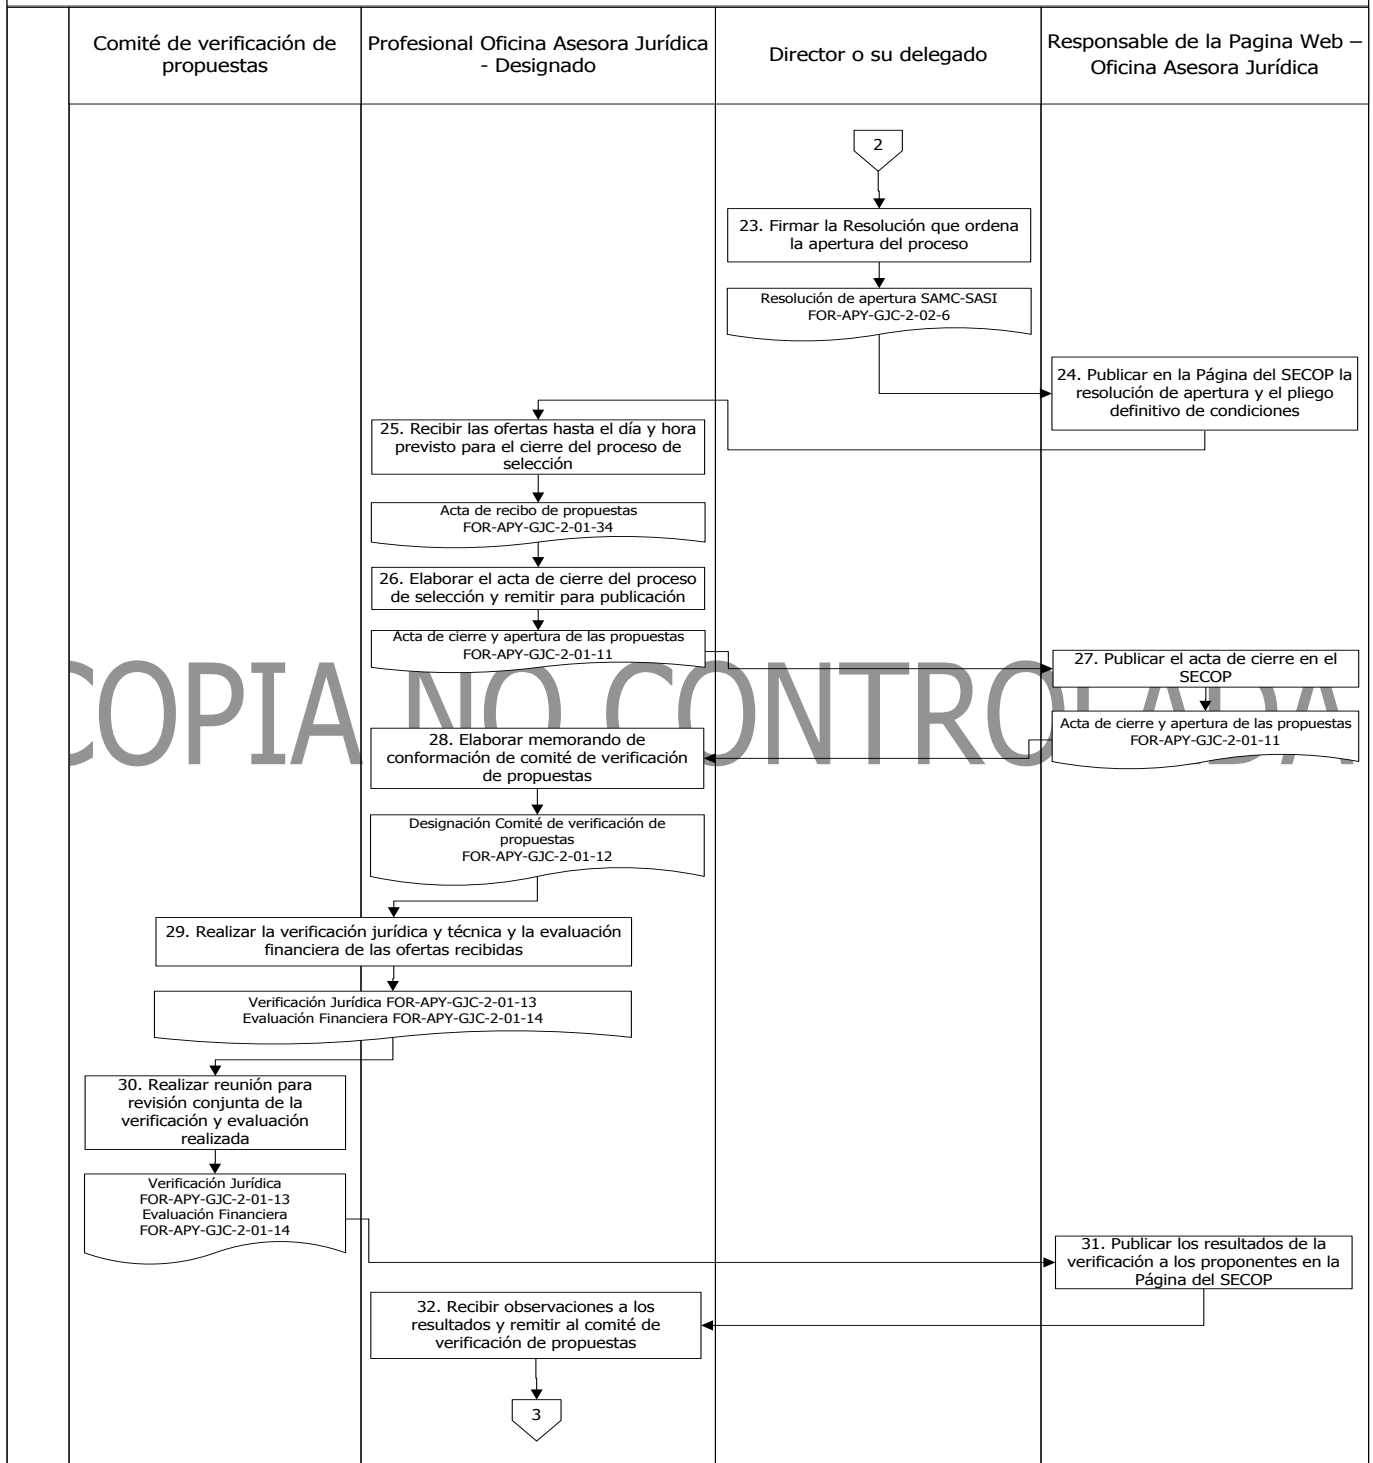 Comité de verificación de
propuestas
Profesional Oficina Asesora Jurídica
- Designado
Director o su delegado
Responsable de la Pagina Web –
Oficina Asesora Jurídica
2
23. Firmar la Resolución que ordena
la apertura del proceso
Resolución de apertura SAMC-SASI
FOR-APY-GJC-2-02-6
24. Publicar en la Página del SECOP la
resolución de apertura y el pliego
definitivo de condiciones
25. Recibir las ofertas hasta el día y hora
previsto para el cierre del proceso de
selección
Acta de recibo de propuestas
FOR-APY-GJC-2-01-34
26. Elaborar el acta de cierre del proceso
de selección y remitir para publicación
Acta de cierre y apertura de las propuestas
FOR-APY-GJC-2-01-11
27. Publicar el acta de cierre en el
SECOP
COPIA NO CONTROLADA
Acta de cierre y apertura de las propuestas
FOR-APY-GJC-2-01-11
28. Elaborar memorando de
conformación de comité de verificación
de propuestas
Designación Comité de verificación de
propuestas
FOR-APY-GJC-2-01-12
29. Realizar la verificación jurídica y técnica y la evaluación
financiera de las ofertas recibidas
Verificación Jurídica FOR-APY-GJC-2-01-13
Evaluación Financiera FOR-APY-GJC-2-01-14
30. Realizar reunión para
revisión conjunta de la
verificación y evaluación
realizada
Verificación Jurídica
FOR-APY-GJC-2-01-13
Evaluación Financiera
FOR-APY-GJC-2-01-14
31. Publicar los resultados de la
verificación a los proponentes en la
Página del SECOP
32. Recibir observaciones a los
resultados y remitir al comité de
verificación de propuestas
3